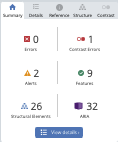 Summary Details Reference Structure Contrast
0 1
Errors Contrast Errors
2 9
Alerts Features
26 32
Structural Elements ARIA
View details